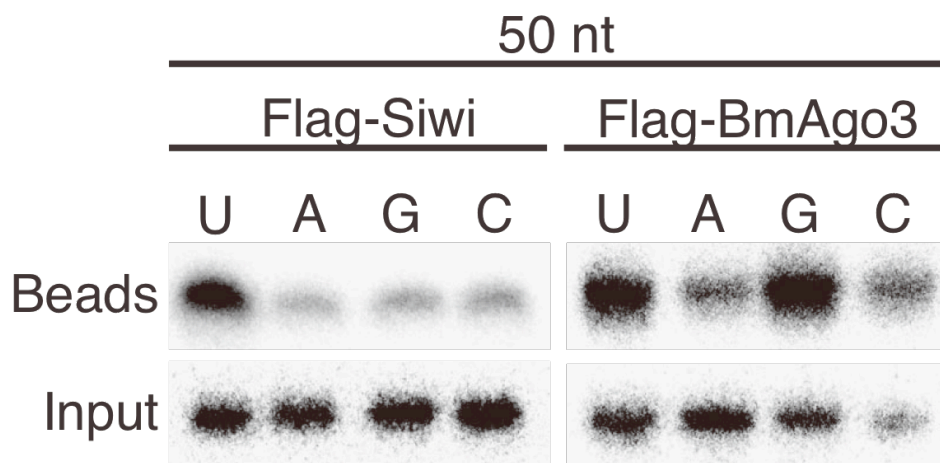 50 nt
Flag-Siwi Flag-BmAgo3
U A G C U A G C
Beads
Input